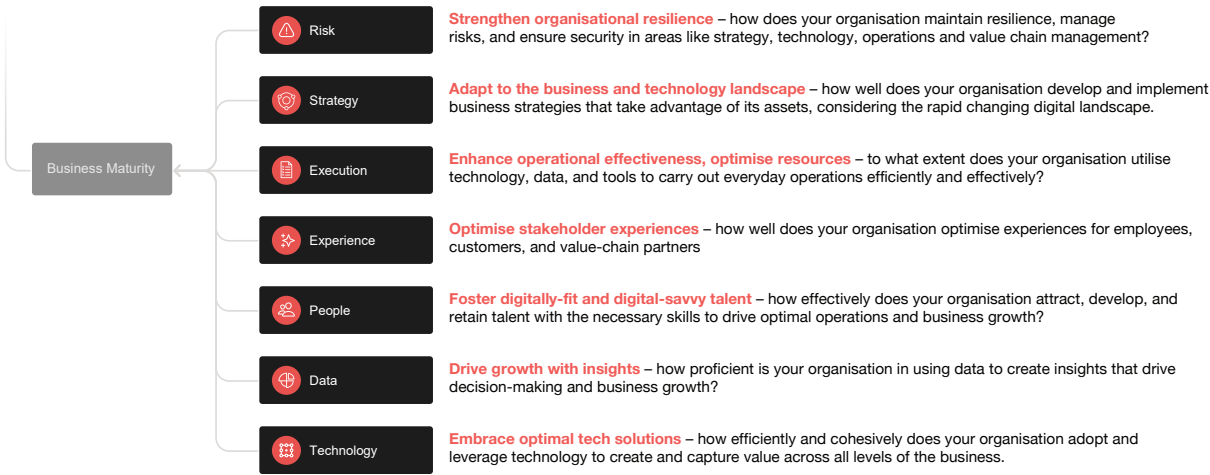 Business Maturity
Risk
Strengthen organisational resilience – how does your organisation maintain resilience, manage
risks, and ensure security in areas like strategy, technology, operations and value chain management?
Strategy
Adapt to the business and technology landscape – how well does your organisation develop and implement
business strategies that take advantage of its assets, considering the rapid changing digital landscape.
Execution
Enhance operational effectiveness, optimise resources – to what extent does your organisation utilise
technology, data, and tools to carry out everyday operations efficiently and effectively?
Experience
Optimise stakeholder experiences – how well does your organisation optimise experiences for employees,
customers, and value-chain partners
People
Foster digitally-fit and digital-savvy talent – how effectively does your organisation attract, develop, and
retain talent with the necessary skills to drive optimal operations and business growth?
Data
Drive growth with insights – how proficient is your organisation in using data to create insights that drive
decision-making and business growth?
Technology
Embrace optimal tech solutions – how efficiently and cohesively does your organisation adopt and
leverage technology to create and capture value across all levels of the business.